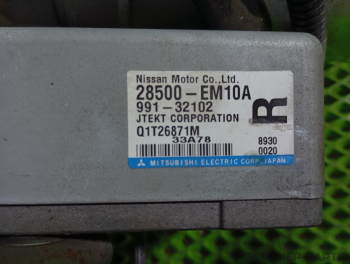 Nissan Motor Co.,Ltd.
28500-EM10A
991-32102
JTEKT CORPORATION
Q1T26871M
33A78
8930
0020
R
MITSUBISHI ELECTRIC CORP. JAPAN